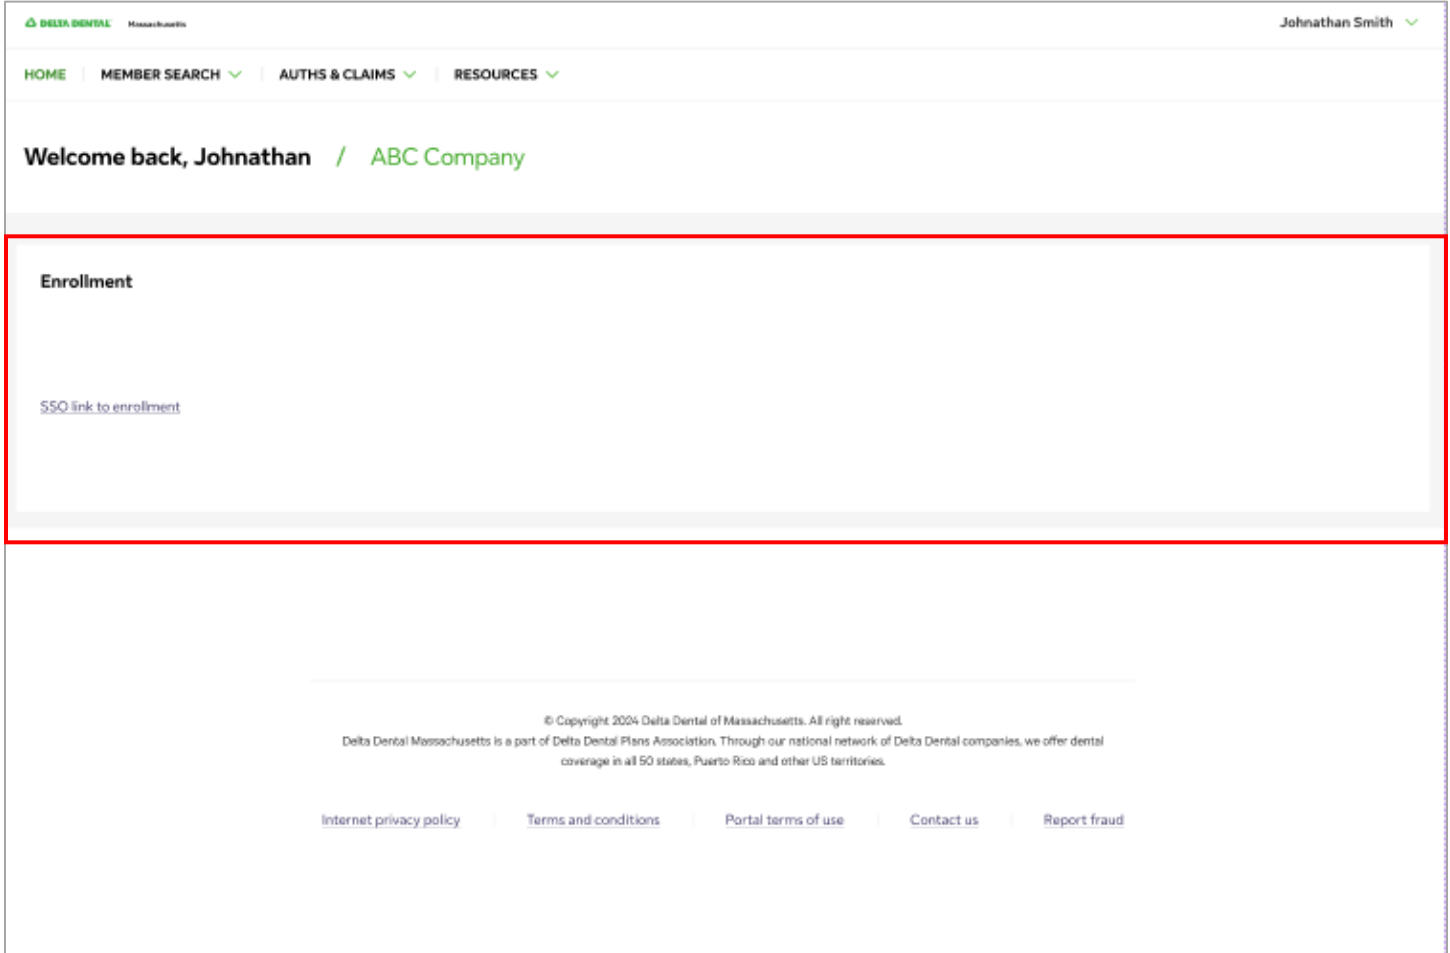 DELTA DENTAL Massachusetts
Johnathan Smith
HOME MEMBER SEARCH AUTHS & CLAIMS RESOURCES
Welcome back, Johnathan / ABC Company
Enrollment
SSO link to enrollment
© Copyright 2024 Delta Dental of Massachusetts. All right reserved.
Delta Dental Massachusetts is a part of Delta Dental Plans Association. Through our national network of Delta Dental companies, we offer dental
coverage in all 50 states, Puerto Rico and other US territories.
Internet privacy policy Terms and conditions Portal terms of use Contact us Report fraud